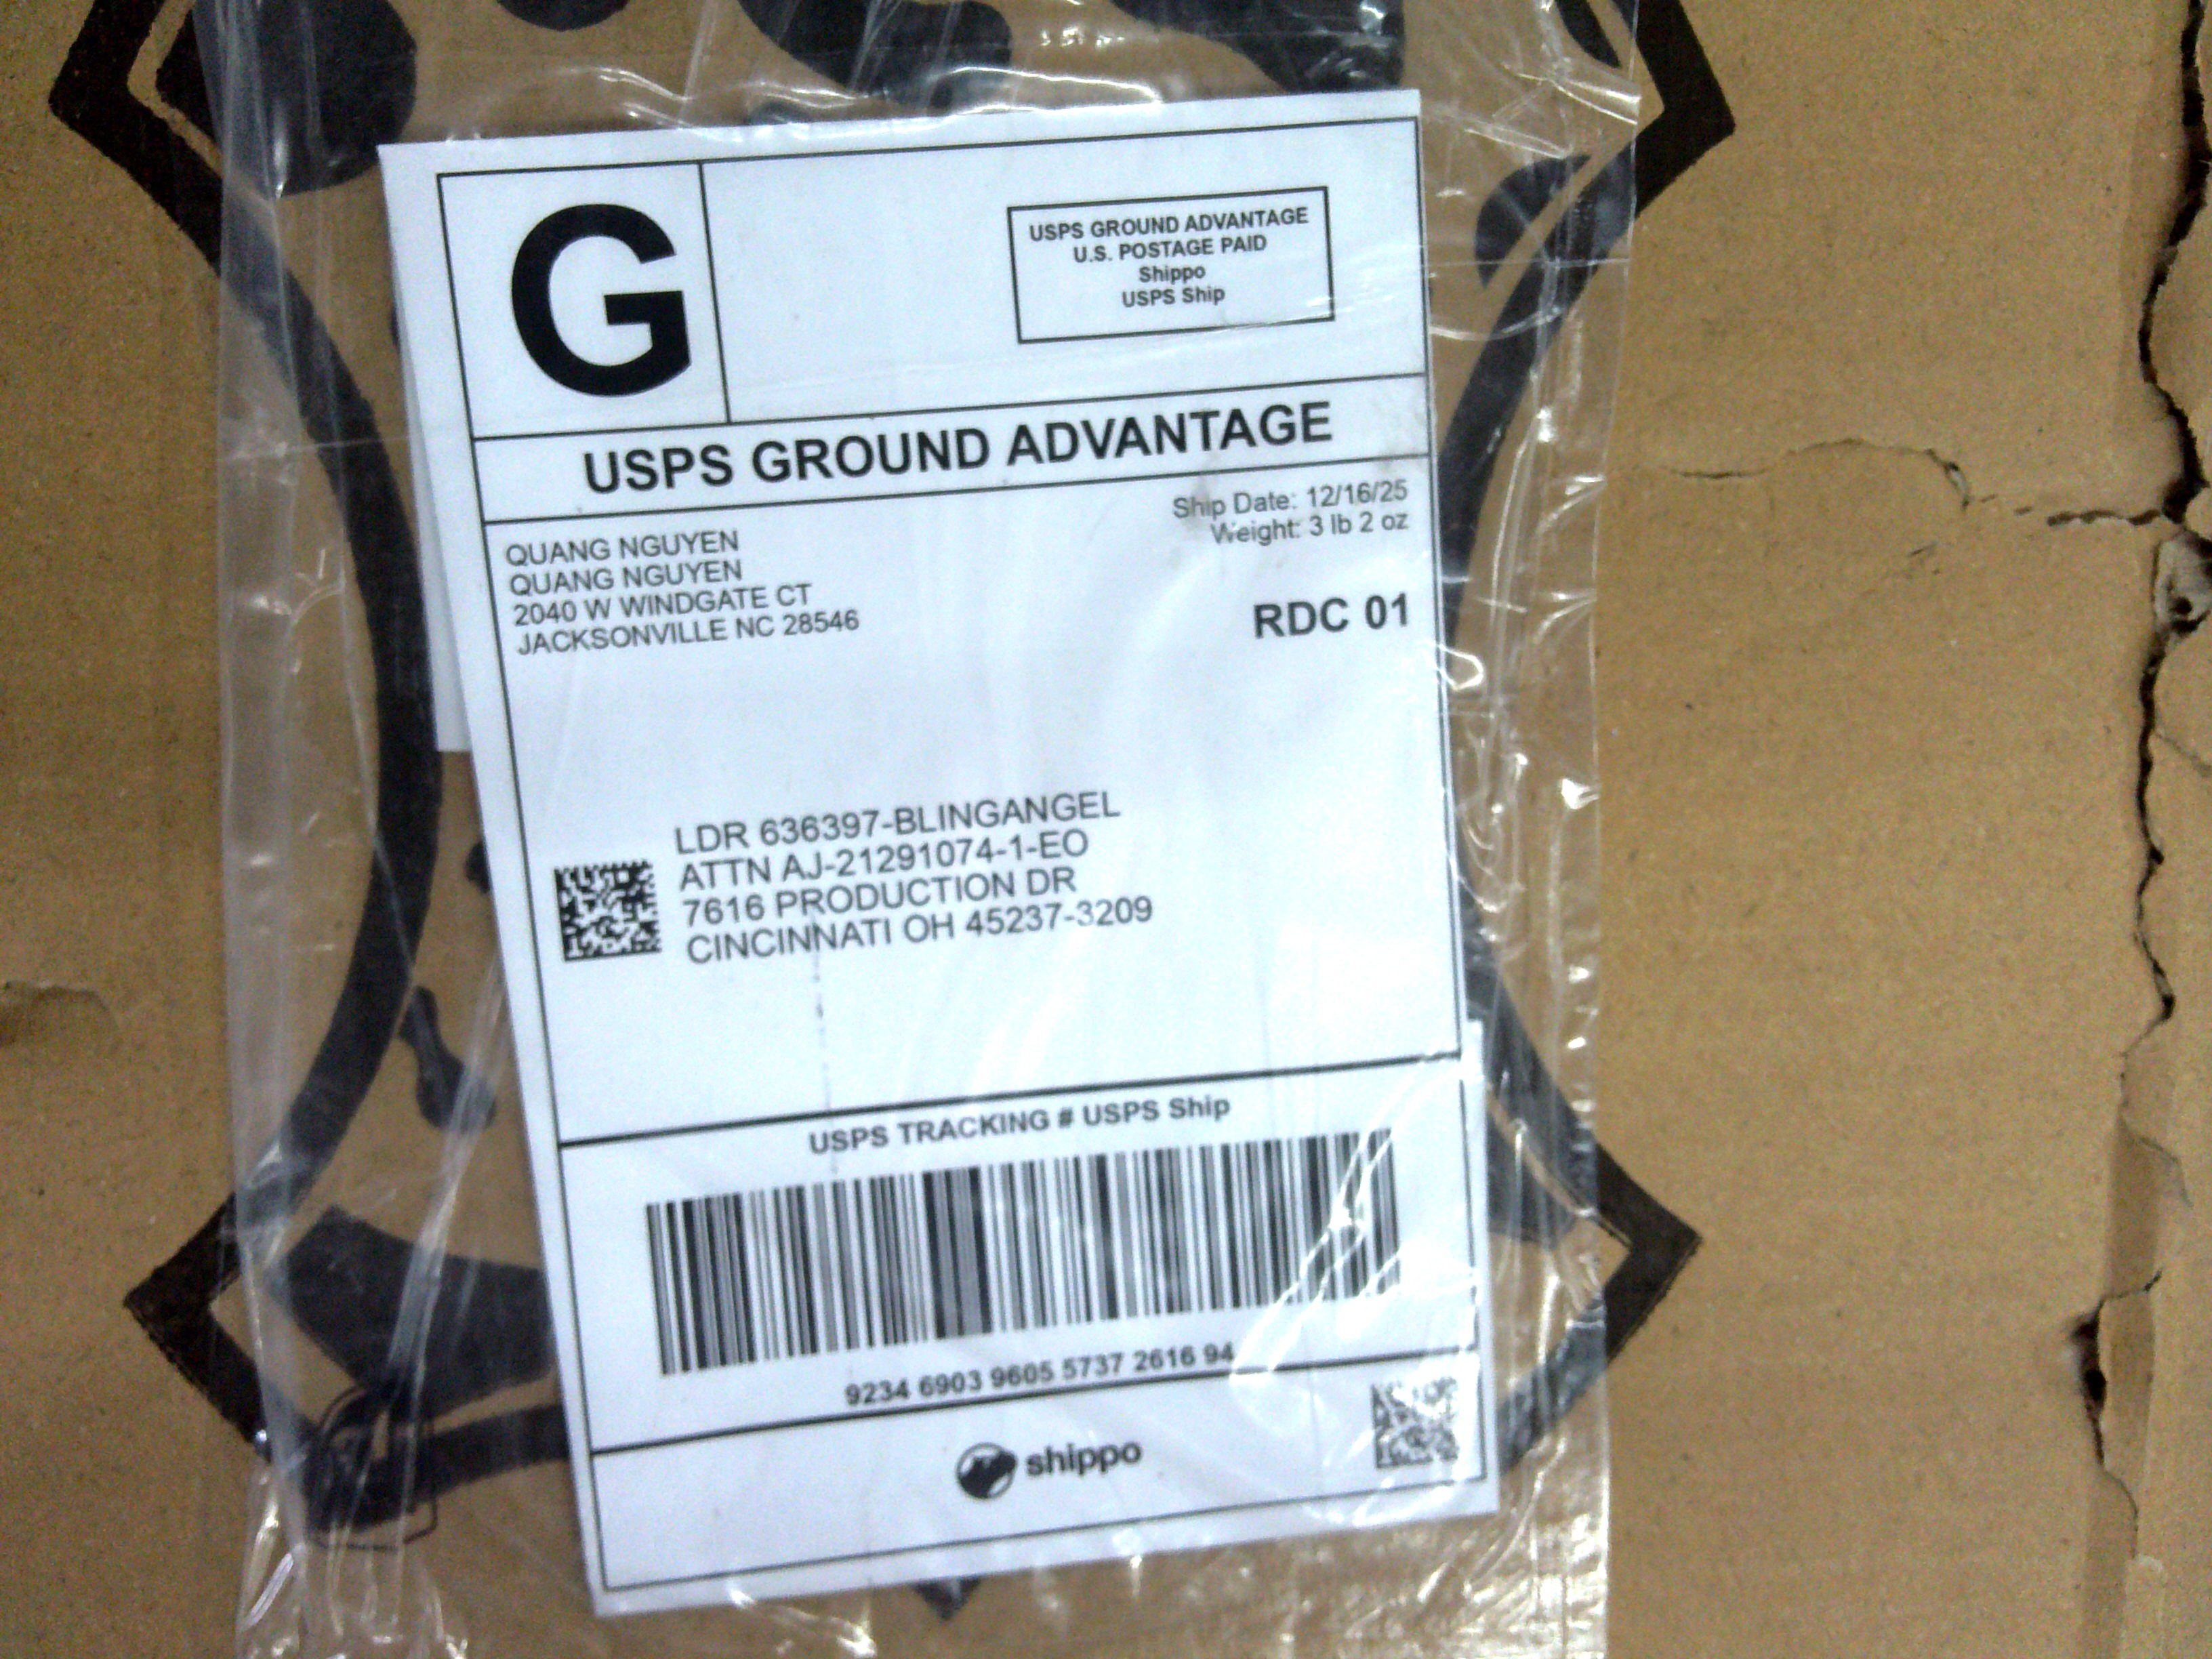 G
USPS GROUND ADVANTAGE
U.S. POSTAGE PAID
Shippo
USPS Ship
USPS GROUND ADVANTAGE
Ship Date: 12/16/25
Weight: 3 lb 2 oz
QUANG NGUYEN
QUANG NGUYEN
2040 W WINDGATE CT
JACKSONVILLE NC 28546
RDC 01
LDR 636397-BLINGANGEL
ATTN AJ-21291074-1-EO
7616 PRODUCTION DR
CINCINNATI OH 45237-3209
USPS TRACKING # USPS Ship
9234 6903 9605 5737 2616 94
shippo